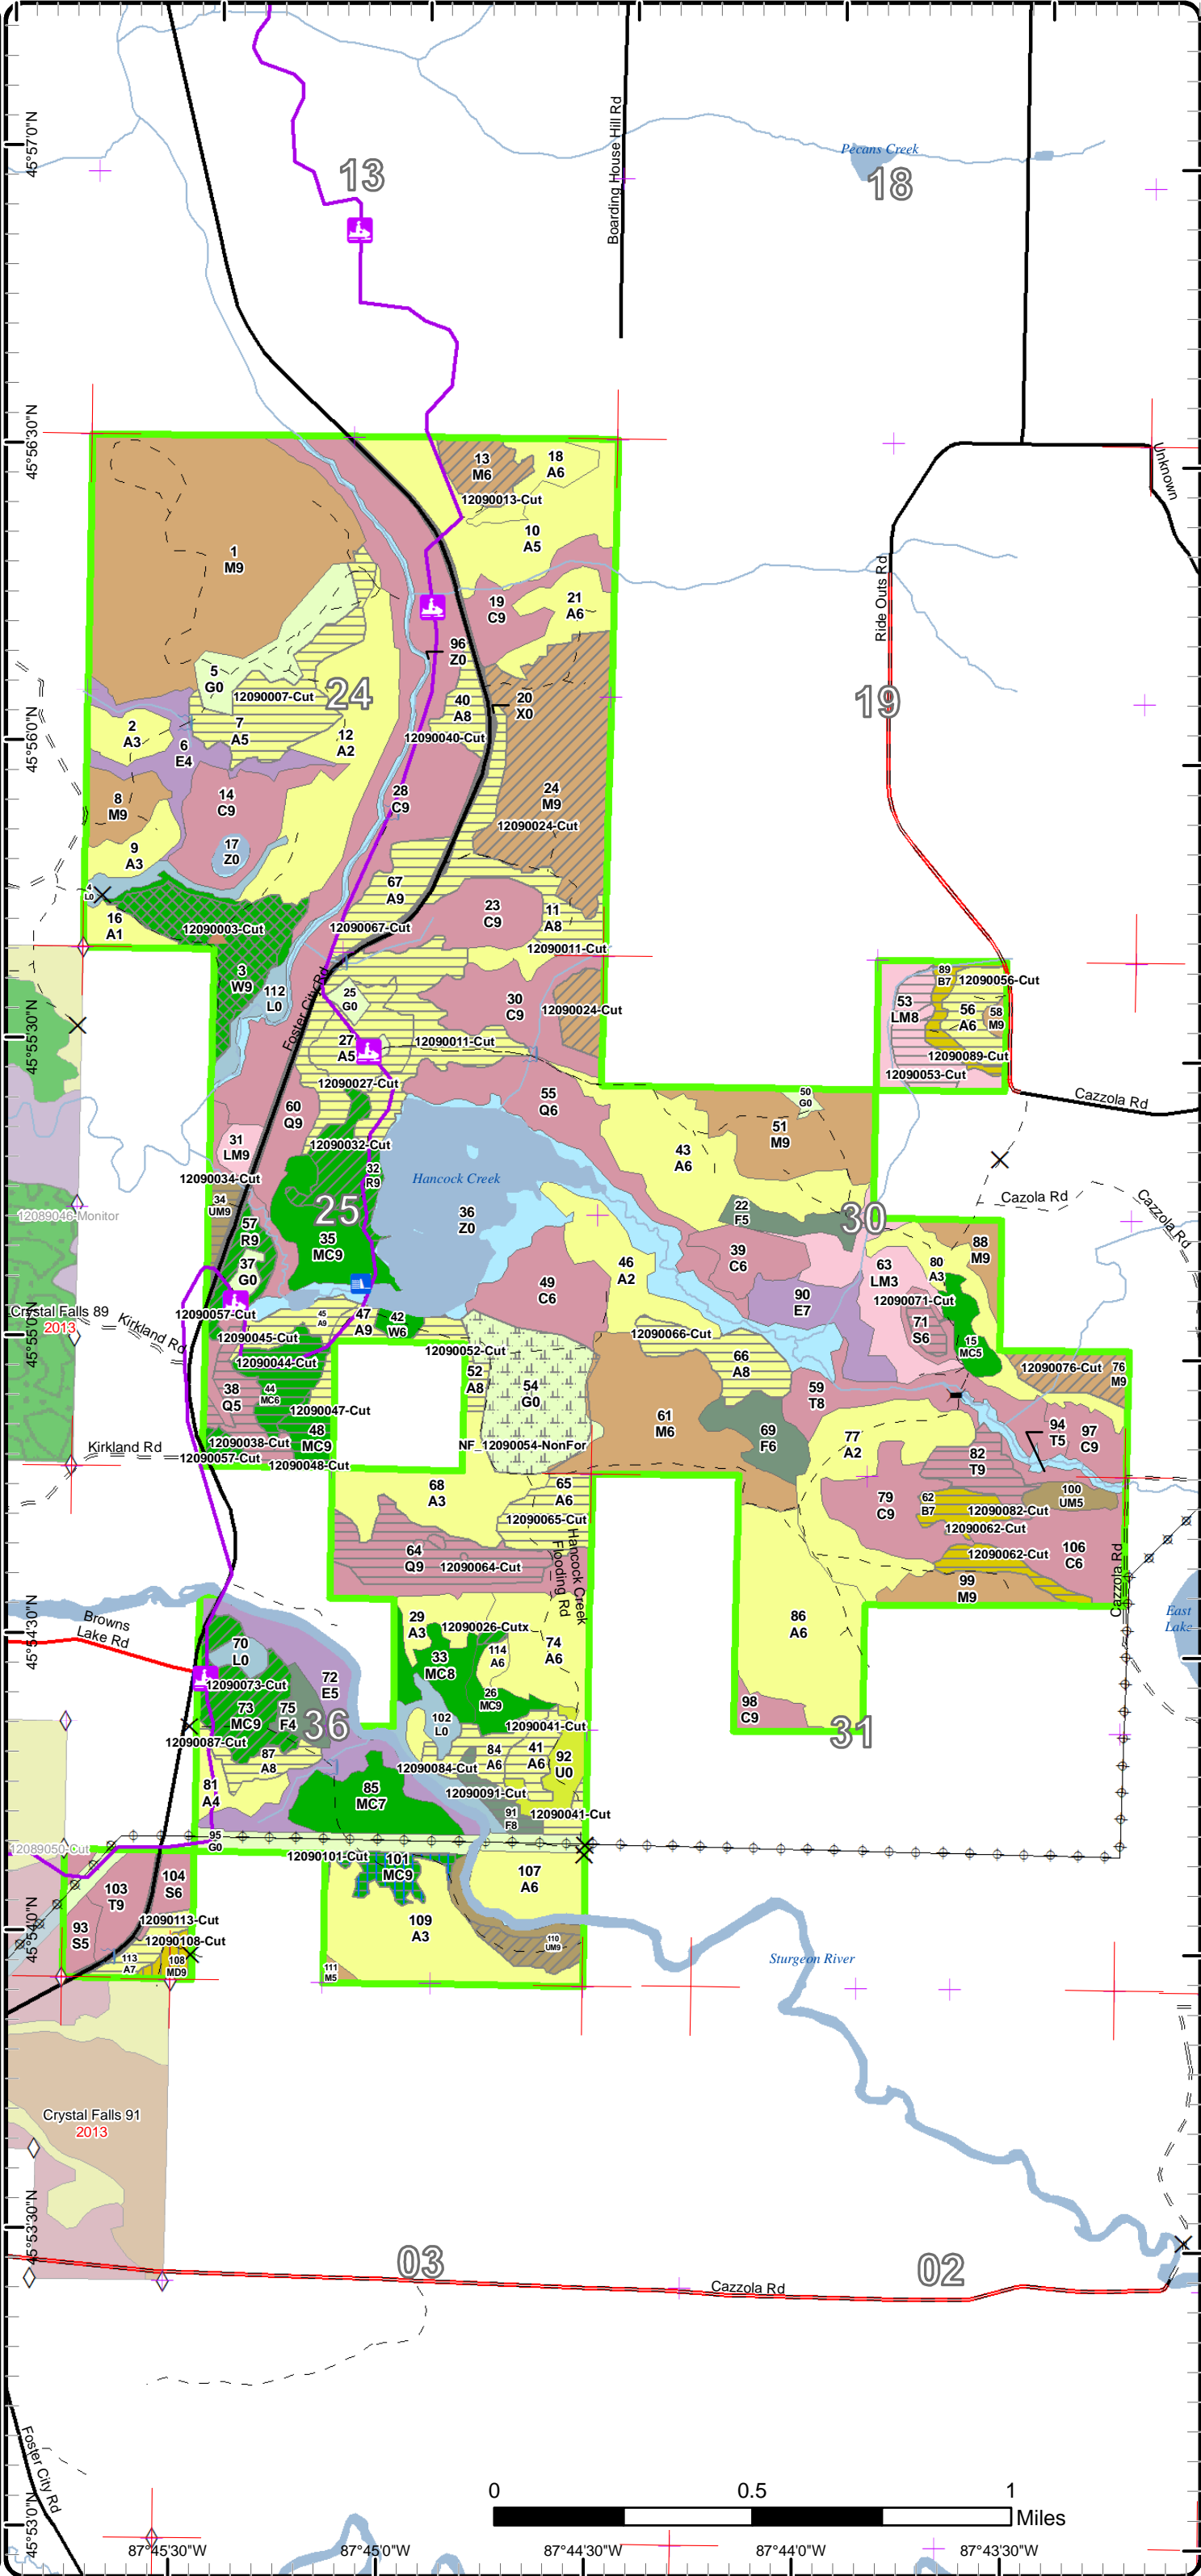 45°57'0"N
13
Boarding House Hill Rd
Pecans Creek
18
45°56'30"N
13
M6
18
A6
12090013-Cut
10
A5
Unknown
1
M9
Ride Outs Rd
19
C9
21
A6
96
Z0
5
G0
12090007-Cut
24
40
A8
20
X0
19
45°56'0"N
2
A3
6
E4
7
A5
12
A2
12090040-Cut
8
M9
14
C9
28
C9
24
M9
12090024-Cut
9
A3
17
Z0
4
L0
67
A9
23
C9
11
A8
16
A1
12090003-Cut
12090067-Cut
12090011-Cut
3
W9
112
L0
Foster City Rd
25
G0
30
C9
12090024-Cut
89
B7
12090056-Cut
53
LM8
56
A6
58
M9
45°55'30"N
27
A5
12090011-Cut
12090089-Cut
12090053-Cut
12090027-Cut
55
Q6
50
G0
Cazzola Rd
60
Q9
51
M9
31
LM9
12090032-Cut
43
A6
12090034-Cut
32
R9
Hancock Creek
34
UM9
25
36
Z0
22
F5
30
Cazola Rd
Cazzola Rd
12089046-Monitor
57
R9
35
MC9
39
C6
88
M9
37
G0
46
A2
63
LM3
80
A3
49
C6
90
E7
12090071-Cut
Crystal Falls 89
2013
Kirkland Rd
12090057-Cut
45
A9
47
A9
42
W6
71
S6
45°55'0"N
12090045-Cut
12090066-Cut
15
MC5
12090044-Cut
12090052-Cut
66
A8
12090076-Cut
76
M9
38
Q5
44
MC6
52
A8
54
G0
59
T8
12090047-Cut
61
M6
69
F6
77
A2
94
T5
97
C9
Kirkland Rd
12090038-Cut
48
MC9
NF_12090054-NonFor
82
T9
12090057-Cut
12090048-Cut
68
A3
65
A6
79
C9
62
B7
100
UM5
12090082-Cut
12090065-Cut
12090062-Cut
64
Q9
12090064-Cut
12090062-Cut
106
C6
Hancock Creek
Flooding Rd
99
M9
Cazzola Rd
45°54'30"N
Browns
Lake Rd
29
A3
12090026-Cutx
86
A6
East
Lake
70
L0
33
MC8
114
A6
74
A6
12090073-Cut
72
E5
26
MC9
73
MC9
75
F4
36
102
L0
12090041-Cut
98
C9
31
12090087-Cut
87
A8
84
A6
41
A6
92
U0
12090084-Cut
81
A4
85
MC7
12090091-Cut
91
F8
12090041-Cut
95
G0
12089050-Cut
12090101-Cut
101
MC9
107
A6
103
T9
104
S6
12090113-Cut
109
A3
45°54'0"N
93
S5
12090108-Cut
110
UM9
113
A7
108
MD9
111
M5
Sturgeon River
Crystal Falls 91
2013
45°53'30"N
03
02
Cazzola Rd
Foster City Rd
0
0.5
1
Miles
45°53'0"N
87°45'30"W
87°45'0"W
87°44'30"W
87°44'0"W
87°43'30"W